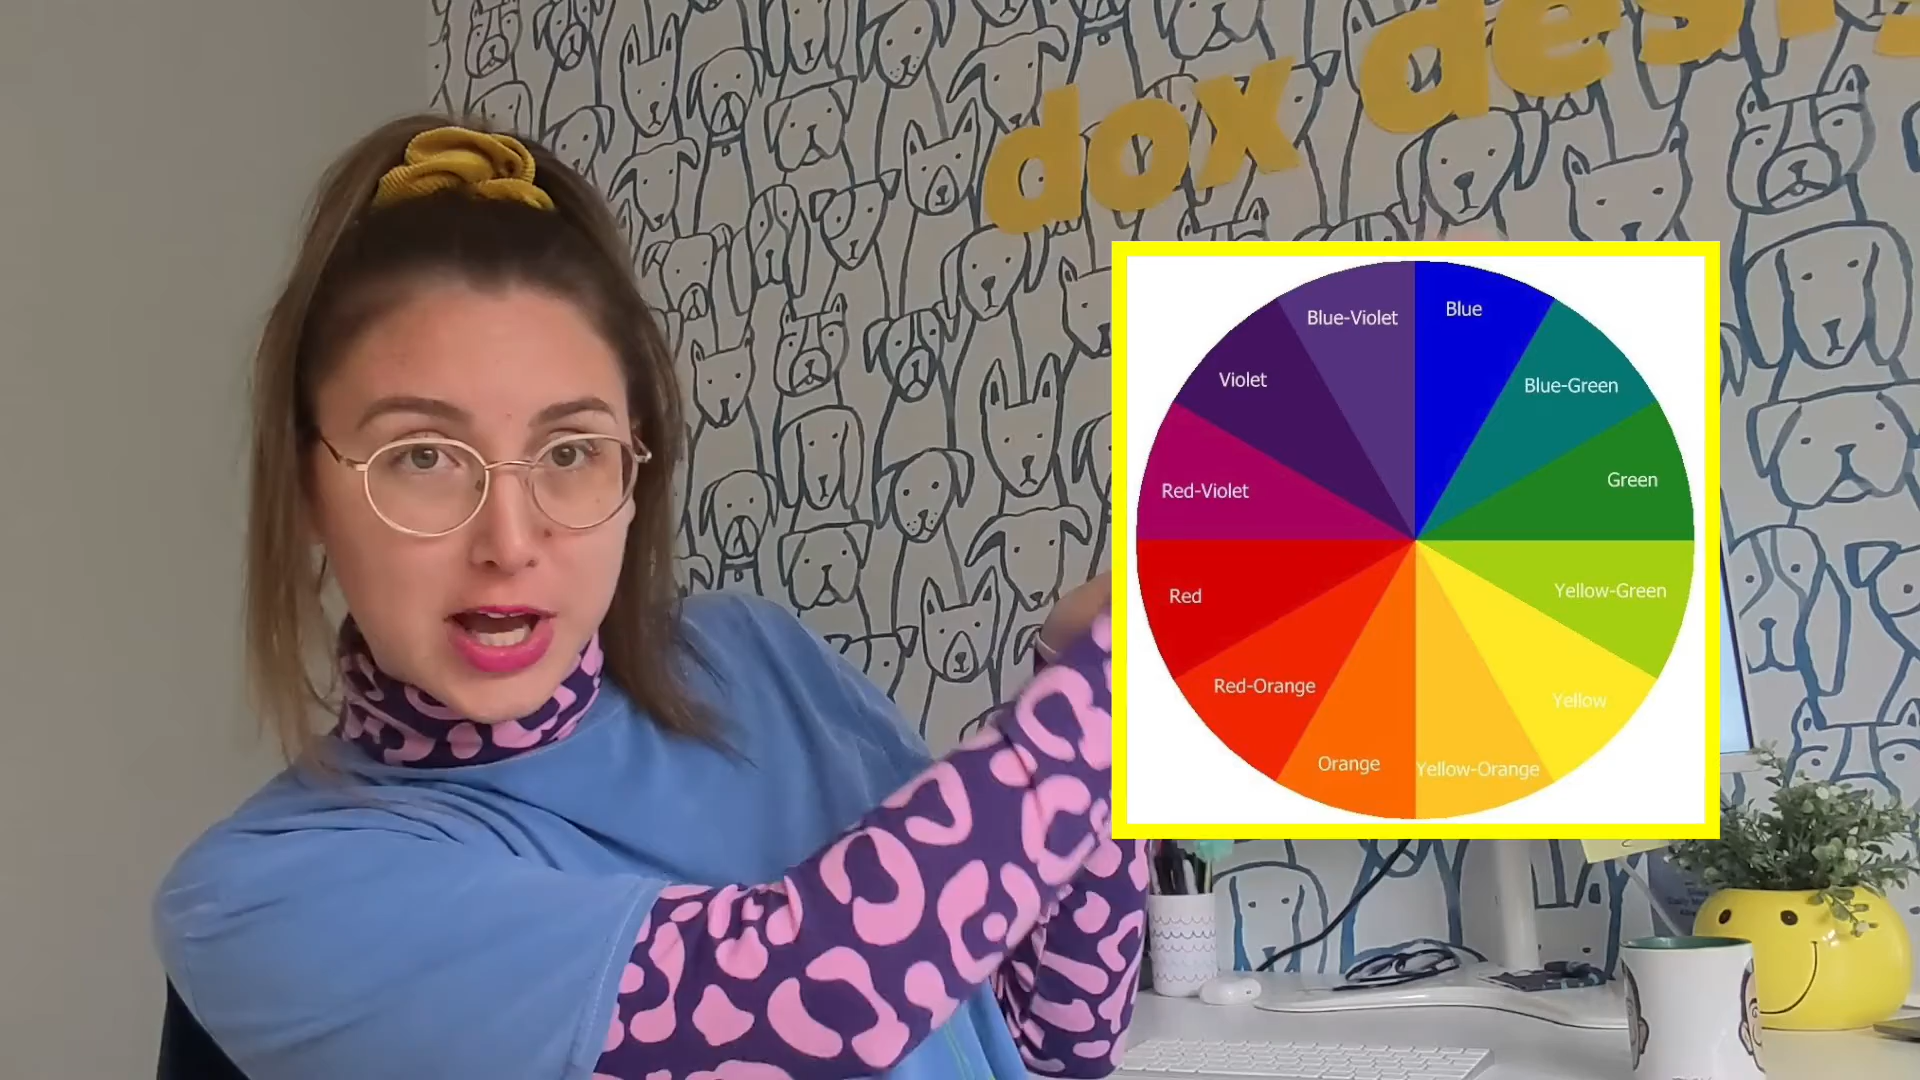 dox desig
Blue-Violet
Blue
Violet
Blue-Green
Red-Violet
Green
Red
Yellow-Green
Red-Orange
Yellow
Orange
Yellow-Orange